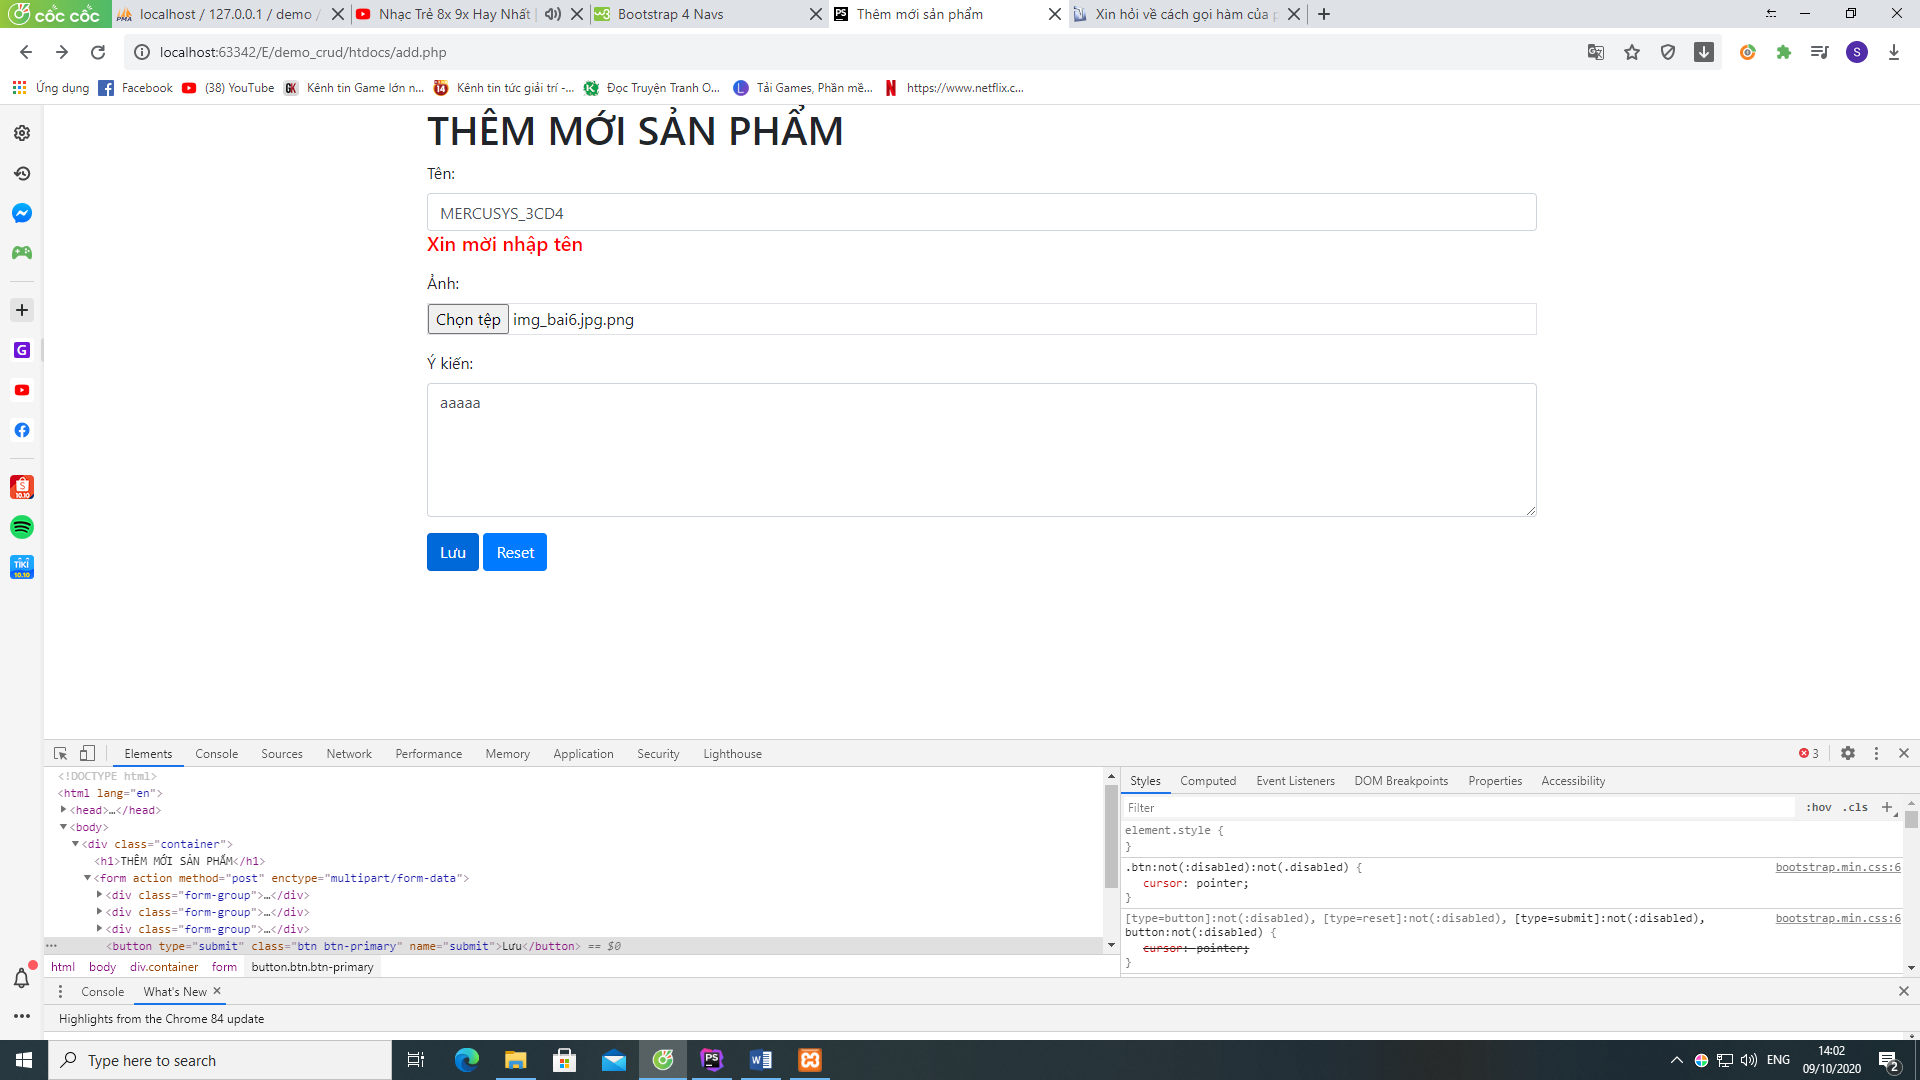 cốc cốc
localhost / 127.0.0.1 / demo /
Nhạc Trẻ 8x 9x Hay Nhất
Bootstrap 4 Navs
Thêm mới sản phẩm
Xin hỏi về cách gọi hàm của p
localhost:63342/E/demo_crud/htdocs/add.php
S
Ứng dụng
Facebook
(38) YouTube
Kênh tin Game lớn n...
Kênh tin tức giải trí -...
Đọc Truyện Tranh O...
Tải Games, Phần mề...
https://www.netflix.c...
THÊM MỚI SẢN PHẨM
Tên:
MERCUSYS_3CD4
Xin mời nhập tên
Ảnh:
Chọn tệp img_bai6.jpg.png
Ý kiến:
aaaaa
Lưu
Reset
Elements
Console
Sources
Network
Performance
Memory
Application
Security
Lighthouse
3
<!DOCTYPE html>
<html lang="en">
<head>…</head>
<body>
<div class="container">
<h1>THÊM MỚI SẢN PHẨM</h1>
<form action method="post" enctype="multipart/form-data">
<div class="form-group">…</div>
<div class="form-group">…</div>
<div class="form-group">…</div>
<button type="submit" class="btn btn-primary" name="submit">Lưu</button> == $0
html body div.container form button.btn.btn-primary
Styles
Computed
Event Listeners
DOM Breakpoints
Properties
Accessibility
Filter
:hov .cls +
element.style {
}
.btn:not(:disabled):not(.disabled) {
bootstrap.min.css:6
cursor: pointer;
}
[type=button]:not(:disabled), [type=reset]:not(:disabled), [type=submit]:not(:disabled),
bootstrap.min.css:6
button:not(:disabled) {
cursor: pointer;
}
Console
What's New
Highlights from the Chrome 84 update
Type here to search
ENG
14:02
09/10/2020
2